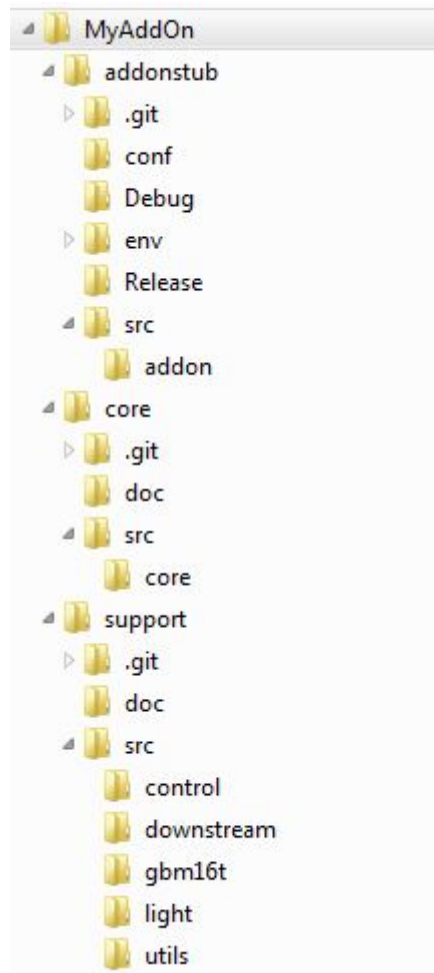 MyAddOn
addonstub
.git
conf
Debug
env
Release
src
addon
core
.git
doc
src
core
support
.git
doc
src
control
downstream
gbm16t
light
utils